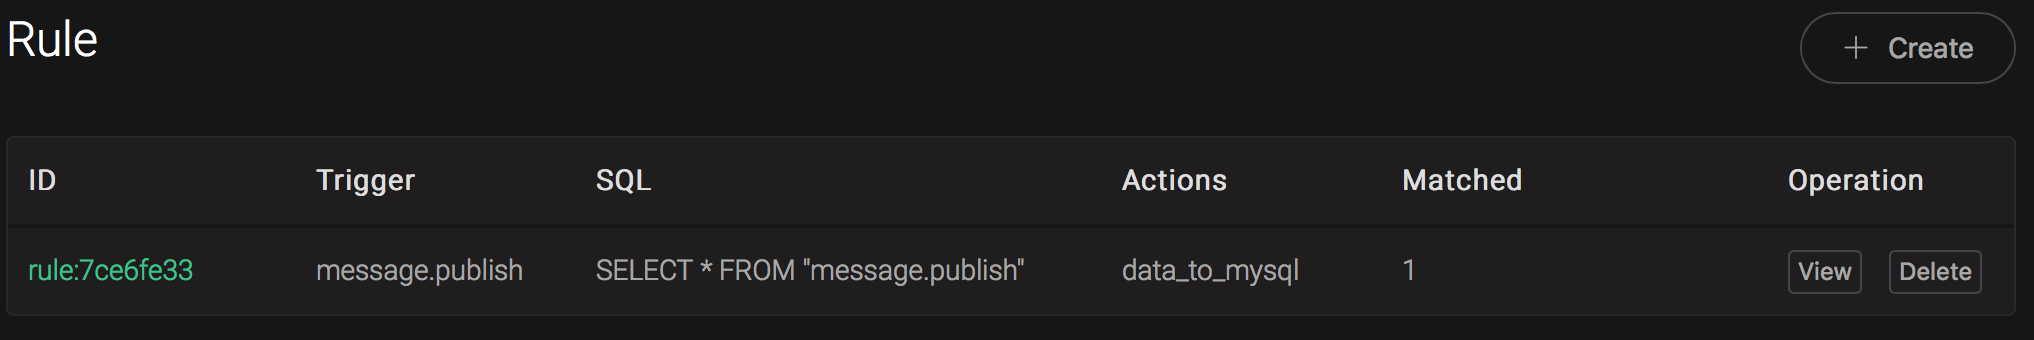 Rule
+ Create
ID Trigger SQL Actions Matched Operation
rule:7ce6fe33 message.publish SELECT * FROM "message.publish" data_to_mysql 1 View Delete